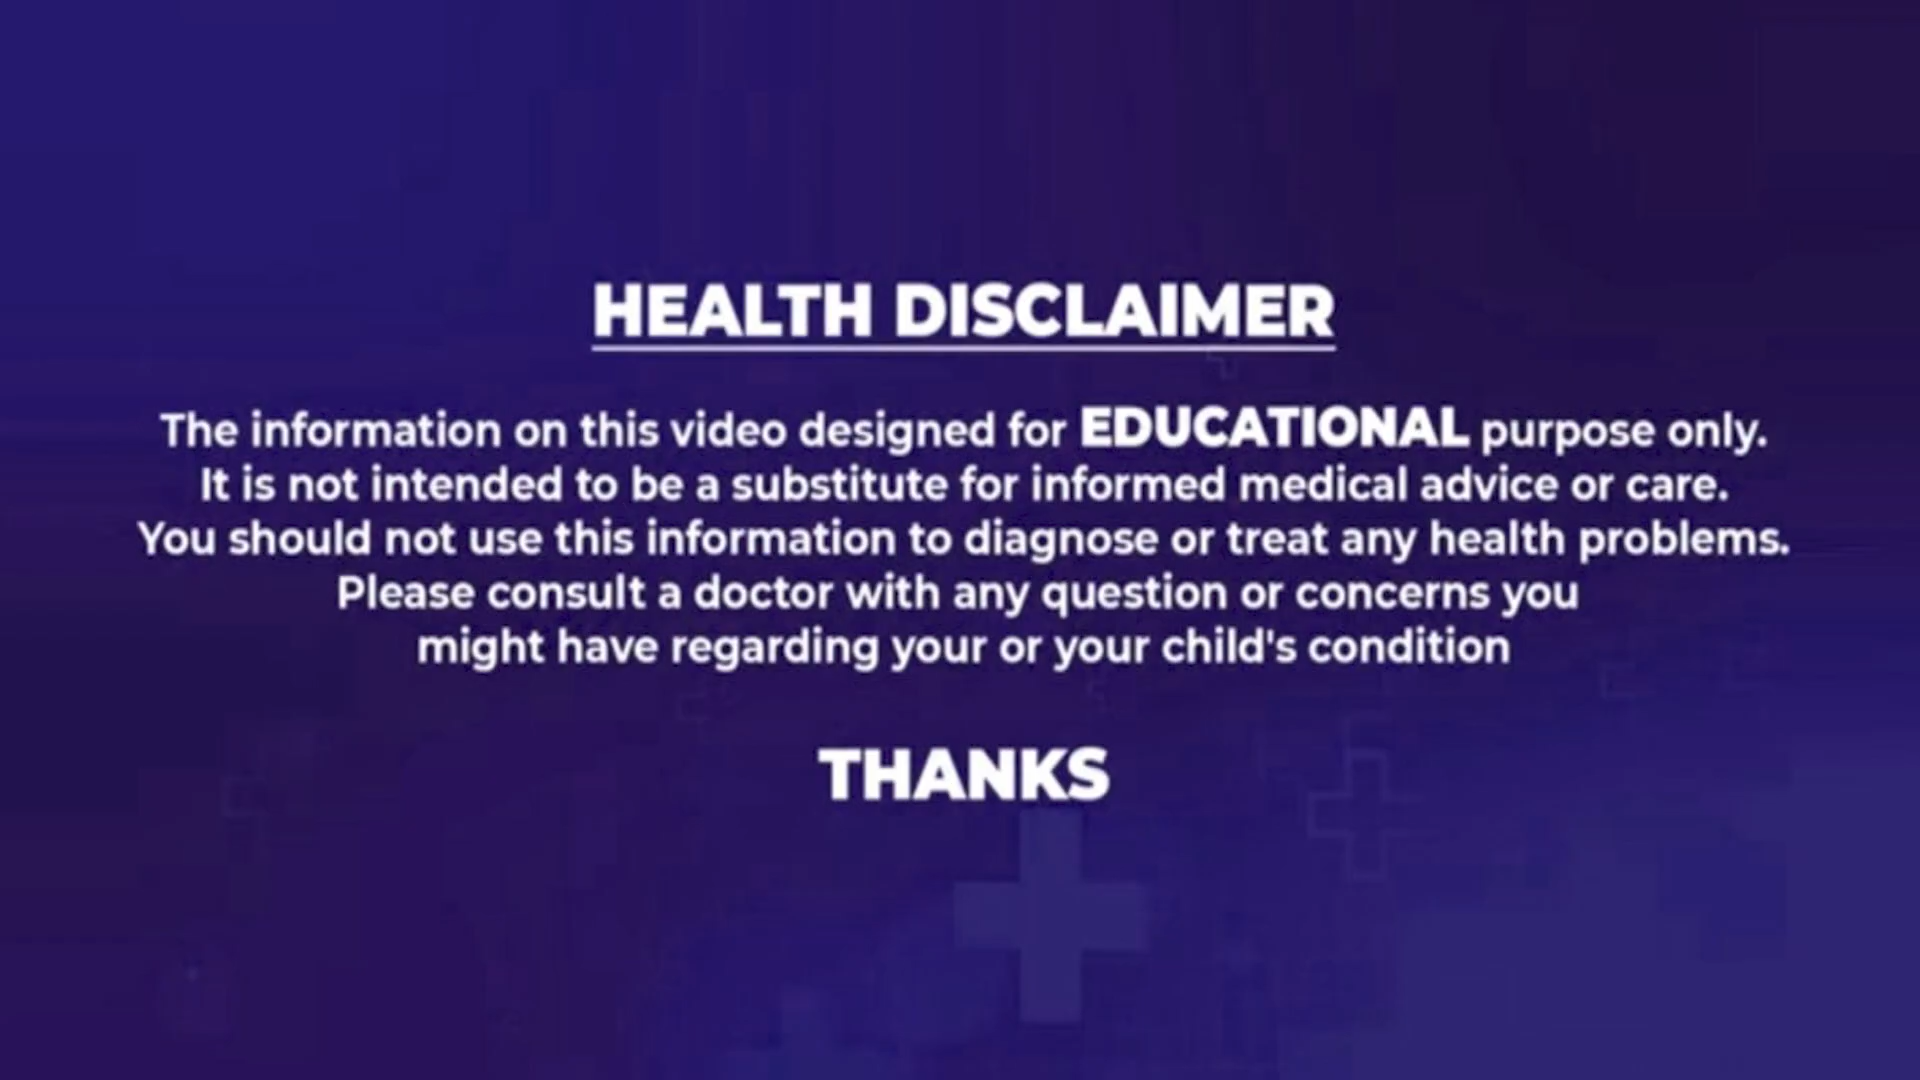 HEALTH DISCLAIMER
The information on this video designed for EDUCATIONAL purpose only.
It is not intended to be a substitute for informed medical advice or care.
You should not use this information to diagnose or treat any health problems.
Please consult a doctor with any question or concerns you
might have regarding your or your child's condition
THANKS